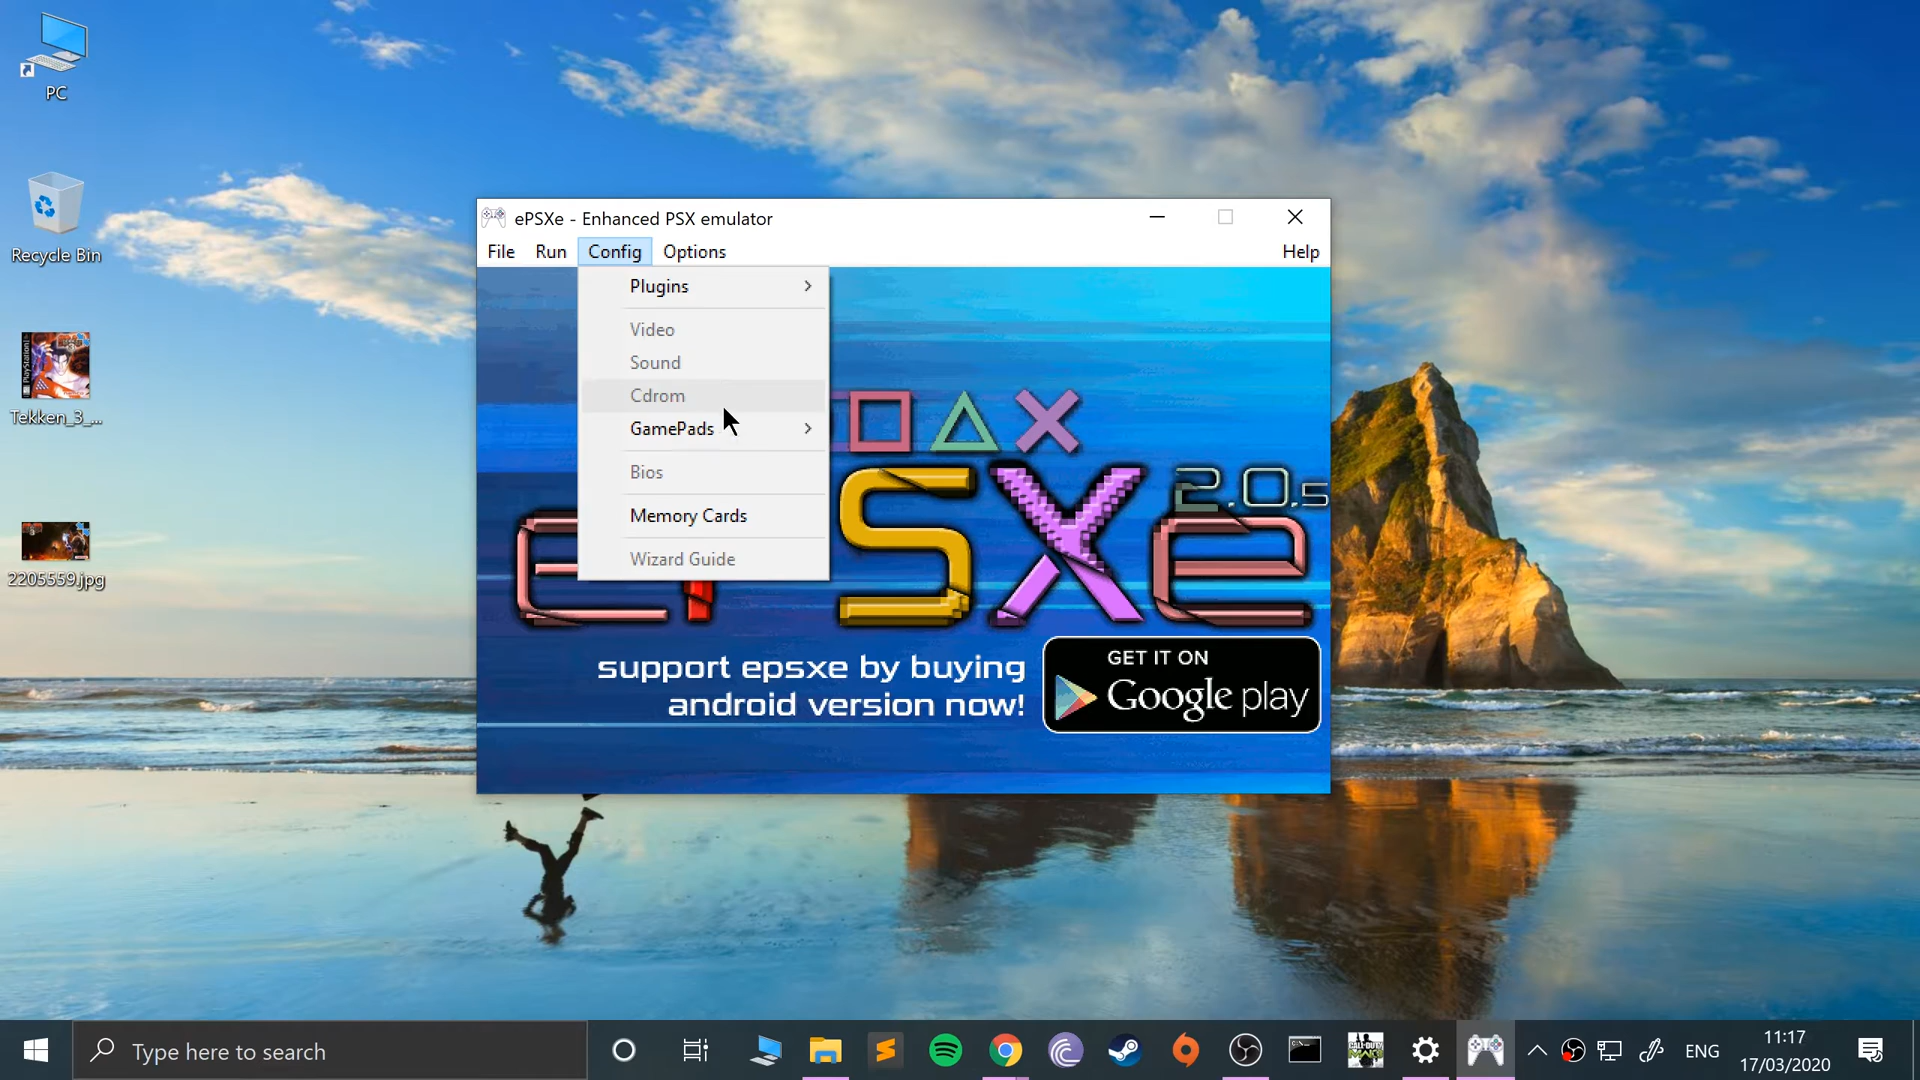 PC
Recycle Bin
Tekken_3_...
2205559.jpg
ePSXe - Enhanced PSX emulator
File Run Config Options Help
Plugins
Video
Sound
Cdrom
GamePads
Bios
Memory Cards
Wizard Guide
ePSXe
2.0.5
support epsxe by buying
android version now!
GET IT ON
Google play
Type here to search
ENG
11:17
17/03/2020